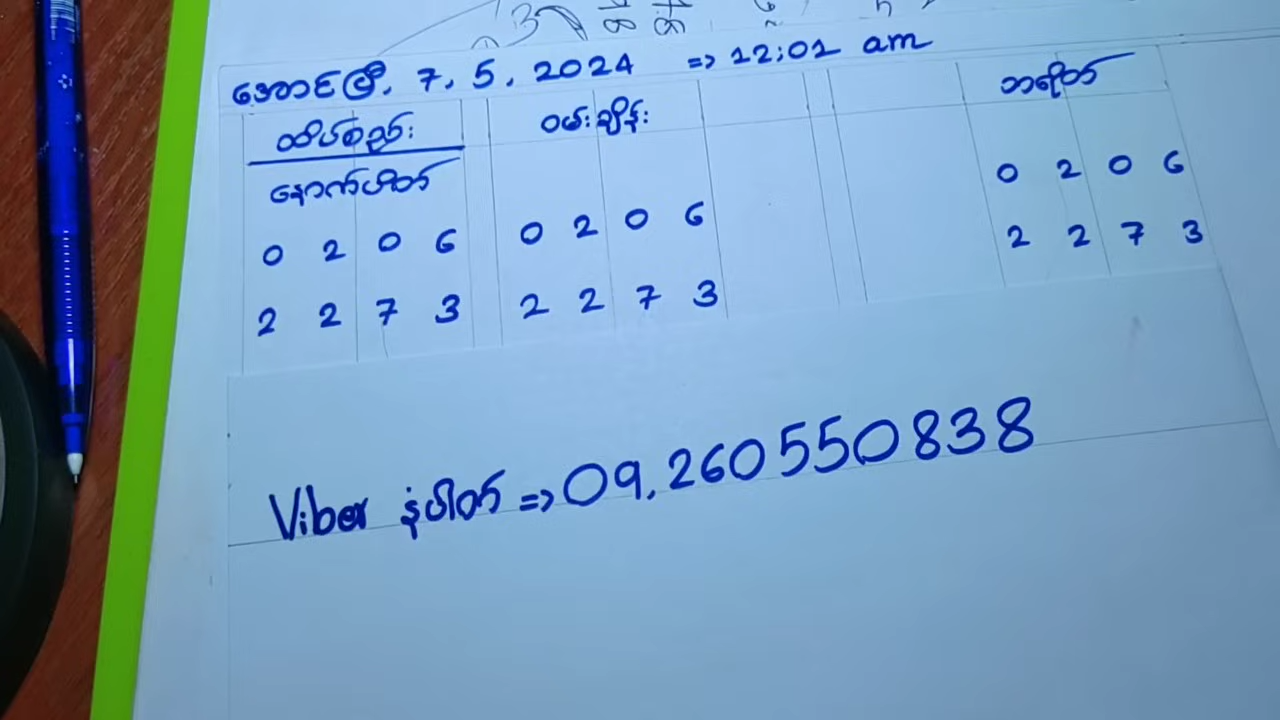 အောင်ပြီ. 7. 5. 2024 => 12:01 am
ထိပ်စည်း ဝမ်းချိန်း ဘရိတ်
နောက်ပိတ်
0 2 0 6 0 2 0 6 0 2 0 6
2 2 7 3 2 2 7 3 2 2 7 3
Viber နံပါတ် => 09.260550838